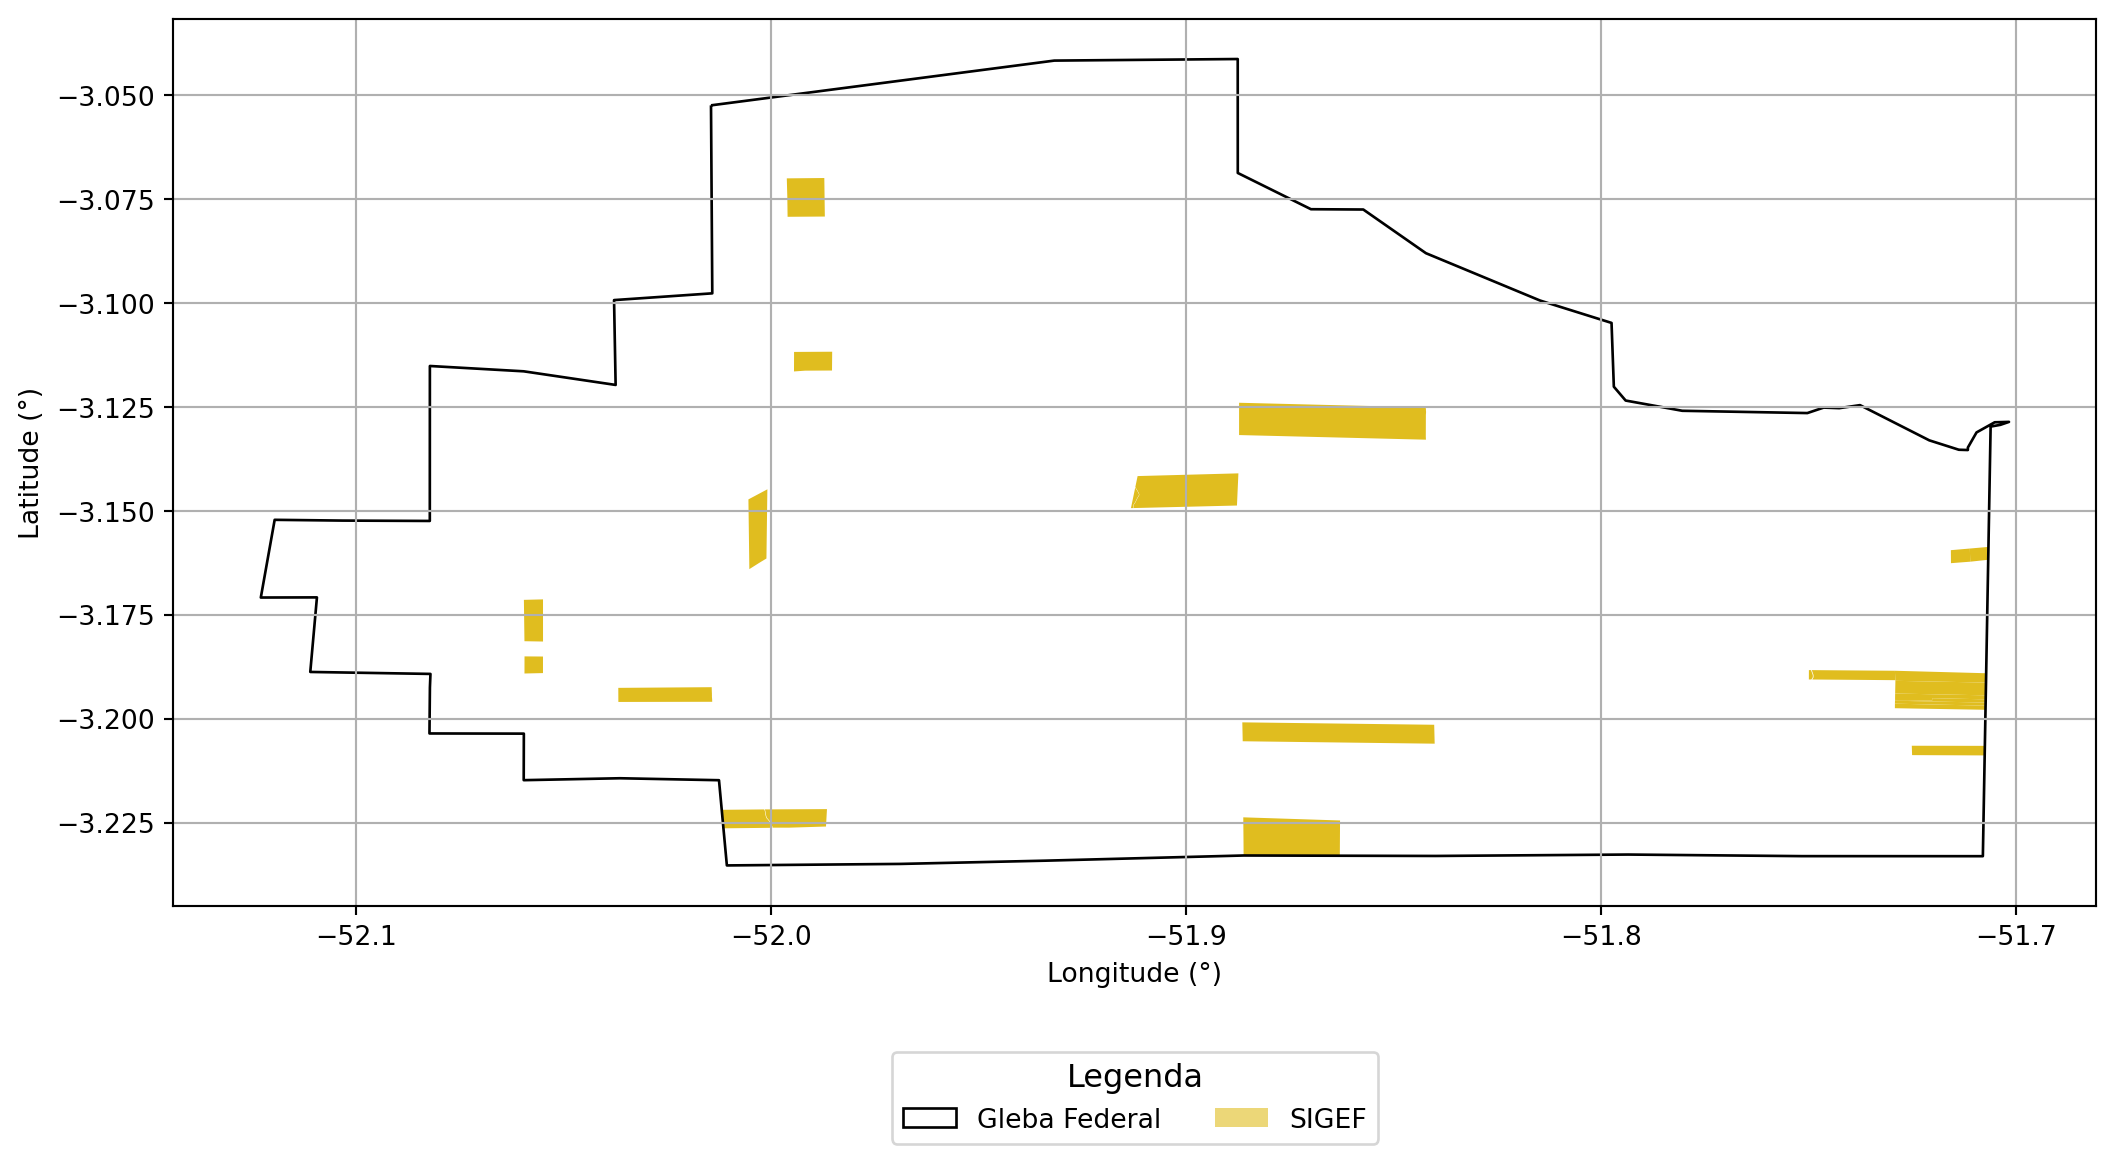 −3.050
−3.075
−3.100
−3.125
−3.150
−3.175
−3.200
−3.225
Latitude (°)
−52.1 −52.0 −51.9 −51.8 −51.7
Longitude (°)
Legenda
Gleba Federal SIGEF